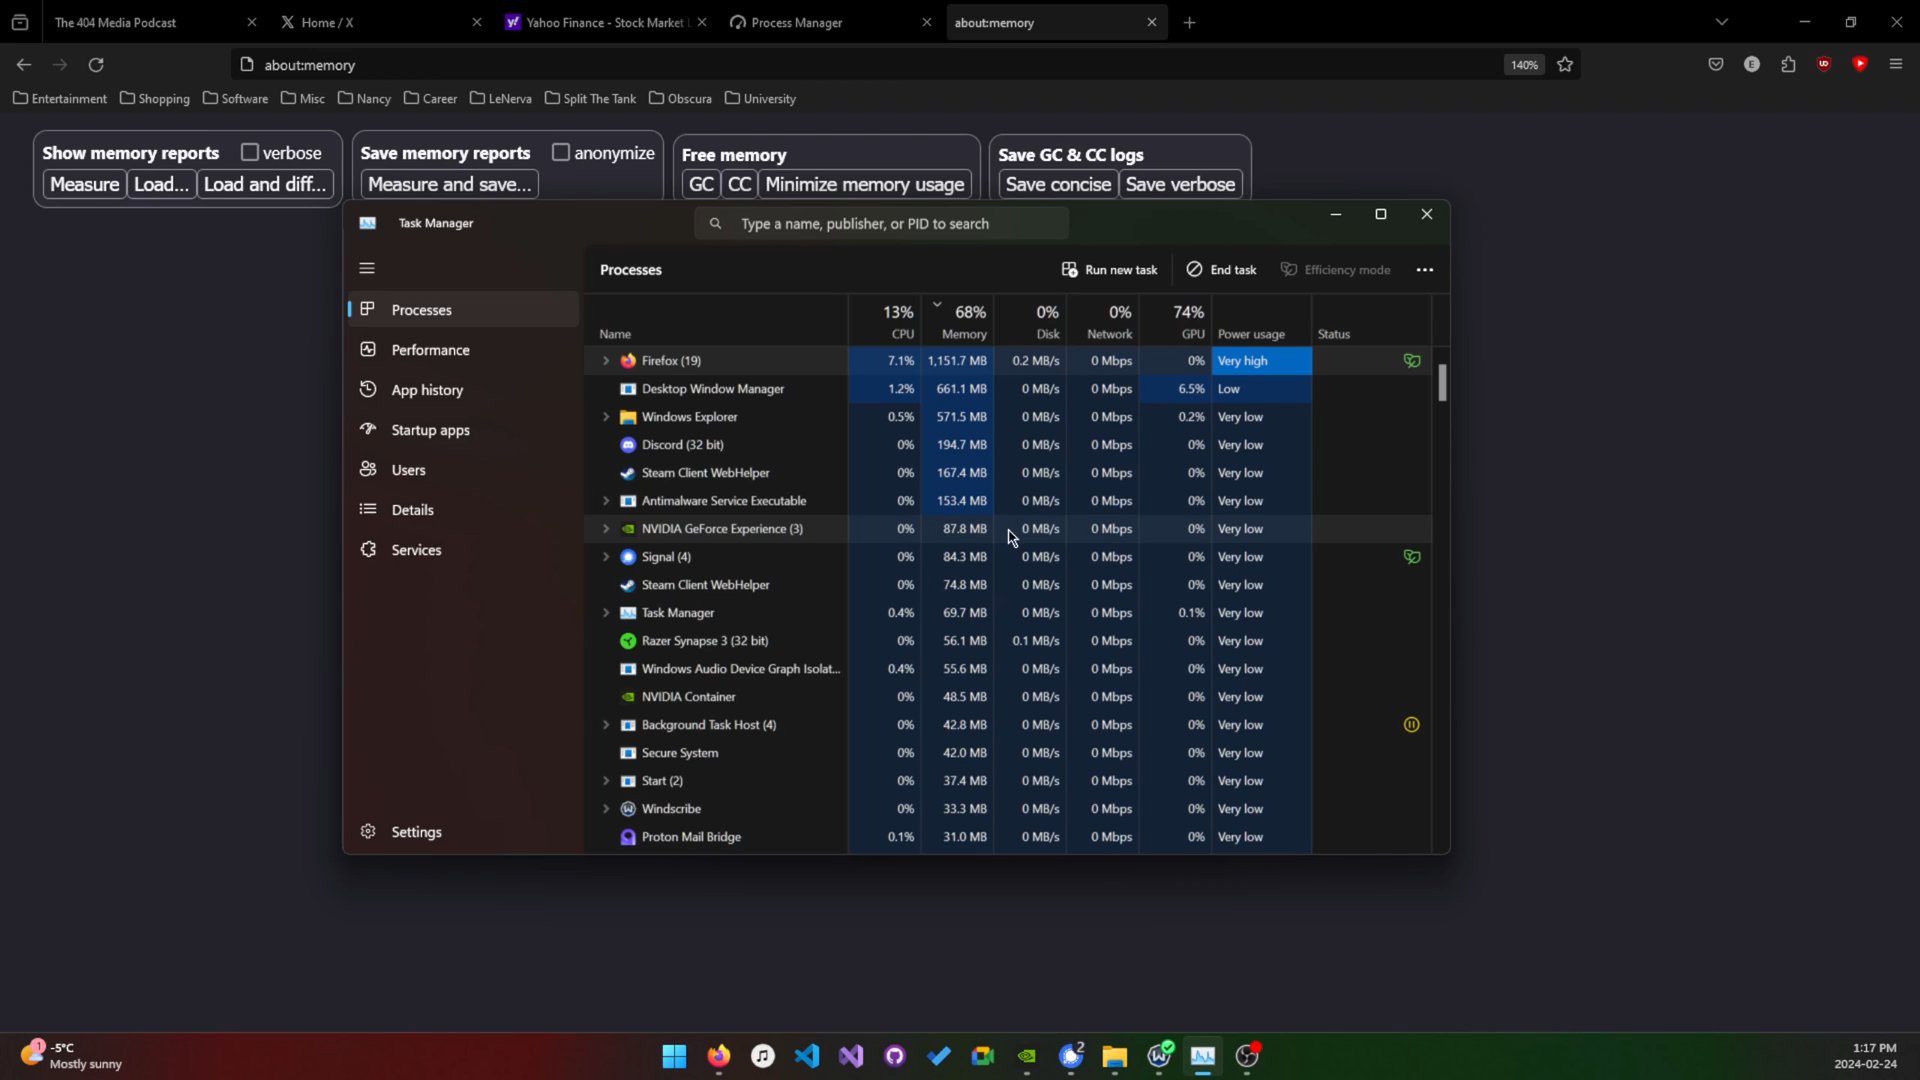 The 404 Media Podcast
Home / X
Yahoo Finance - Stock Market
Process Manager
about:memory
about:memory
140%
Entertainment
Shopping
Software
Misc
Nancy
Career
LeNerva
Split The Tank
Obscura
University
Show memory reports verbose
Measure Load... Load and diff...
Save memory reports anonymize
Measure and save...
Free memory
GC CC Minimize memory usage
Save GC & CC logs
Save concise Save verbose
Task Manager
Type a name, publisher, or PID to search
Processes
Performance
App history
Startup apps
Users
Details
Services
Settings
Processes Run new task End task Efficiency mode
13% 68% 0% 0% 74%
Name CPU Memory Disk Network GPU Power usage Status
Firefox (19) 7.1% 1,151.7 MB 0.2 MB/s 0 Mbps 0% Very high
Desktop Window Manager 1.2% 661.1 MB 0 MB/s 0 Mbps 6.5% Low
Windows Explorer 0.5% 571.5 MB 0 MB/s 0 Mbps 0.2% Very low
Discord (32 bit) 0% 194.7 MB 0 MB/s 0 Mbps 0% Very low
Steam Client WebHelper 0% 167.4 MB 0 MB/s 0 Mbps 0% Very low
Antimalware Service Executable 0% 153.4 MB 0 MB/s 0 Mbps 0% Very low
NVIDIA GeForce Experience (3) 0% 87.8 MB 0 MB/s 0 Mbps 0% Very low
Signal (4) 0% 84.3 MB 0 MB/s 0 Mbps 0% Very low
Steam Client WebHelper 0% 74.8 MB 0 MB/s 0 Mbps 0% Very low
Task Manager 0.4% 69.7 MB 0 MB/s 0 Mbps 0.1% Very low
Razer Synapse 3 (32 bit) 0% 56.1 MB 0.1 MB/s 0 Mbps 0% Very low
Windows Audio Device Graph Isolat... 0.4% 55.6 MB 0 MB/s 0 Mbps 0% Very low
NVIDIA Container 0% 48.5 MB 0 MB/s 0 Mbps 0% Very low
Background Task Host (4) 0% 42.8 MB 0 MB/s 0 Mbps 0% Very low
Secure System 0% 42.0 MB 0 MB/s 0 Mbps 0% Very low
Start (2) 0% 37.4 MB 0 MB/s 0 Mbps 0% Very low
Windscribe 0% 33.3 MB 0 MB/s 0 Mbps 0% Very low
Proton Mail Bridge 0.1% 31.0 MB 0 MB/s 0 Mbps 0% Very low
1
-5°C
Mostly sunny
2
1:17 PM
2024-02-24